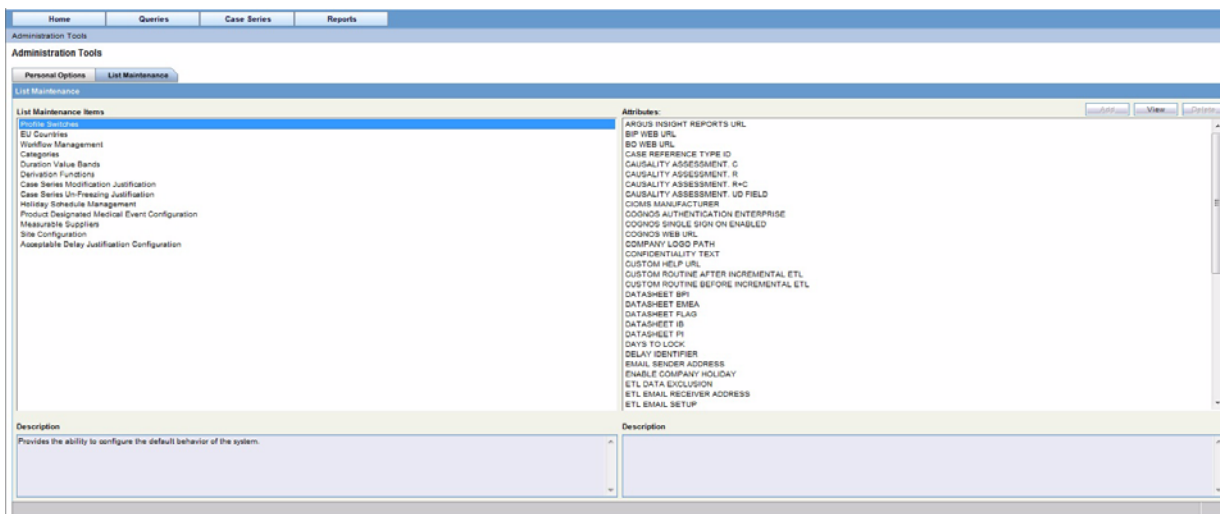 Home Queries Case Series Reports
Administration Tools
Administration Tools
Personal Options List Maintenance
List Maintenance
List Maintenance Items
Profile Switches
EU Countries
Workflow Management
Categories
Duration Value Bands
Derivation Functions
Case Series Modification Justification
Case Series Un-Freezing Justification
Holiday Schedule Management
Product Designated Medical Event Configuration
Measurable Suppliers
Site Configuration
Acceptable Delay Justification Configuration
Attributes:
Add... View... Delete...
ARGUS INSIGHT REPORTS URL
BIP WEB URL
BO WEB URL
CASE REFERENCE TYPE ID
CAUSALITY ASSESSMENT. C
CAUSALITY ASSESSMENT. R
CAUSALITY ASSESSMENT. R+C
CAUSALITY ASSESSMENT. UD FIELD
CIOMS MANUFACTURER
COGNOS AUTHENTICATION ENTERPRISE
COGNOS SINGLE SIGN ON ENABLED
COGNOS WEB URL
COMPANY LOGO PATH
CONFIDENTIALITY TEXT
CUSTOM HELP URL
CUSTOM ROUTINE AFTER INCREMENTAL ETL
CUSTOM ROUTINE BEFORE INCREMENTAL ETL
DATASHEET BPI
DATASHEET EMEA
DATASHEET FLAG
DATASHEET IB
DATASHEET PI
DAYS TO LOCK
DELAY IDENTIFIER
EMAIL SENDER ADDRESS
ENABLE COMPANY HOLIDAY
ETL DATA EXCLUSION
ETL EMAIL RECEIVER ADDRESS
ETL EMAIL SETUP
Description
Provides the ability to configure the default behavior of the system.
Description